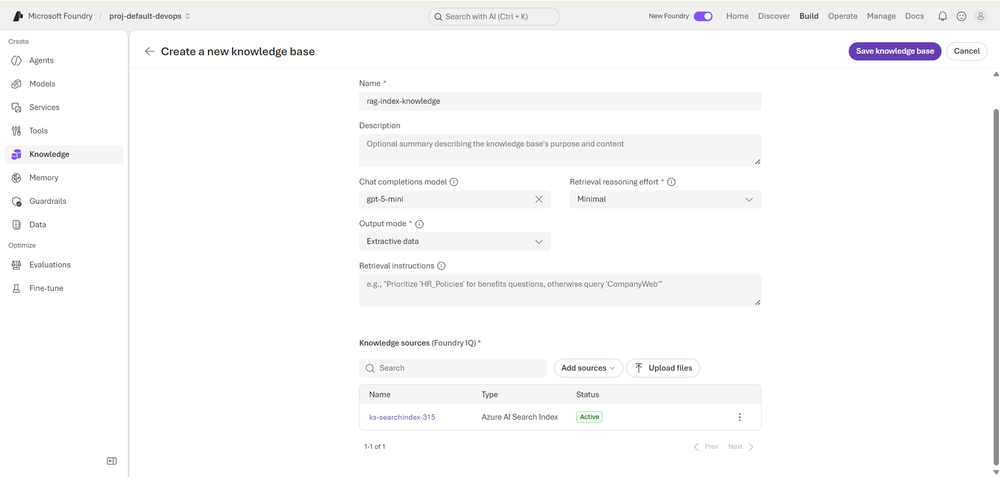 Microsoft Foundry / proj-default-devops
Search with AI (Ctrl + K)
New Foundry
Home Discover Build Operate Manage Docs
Create
Agents
Models
Services
Tools
Knowledge
Memory
Guardrails
Data
Optimize
Evaluations
Fine-tune
Create a new knowledge base
Save knowledge base
Cancel
Name *
rag-index-knowledge
Description
Optional summary describing the knowledge base's purpose and content
Chat completions model
gpt-5-mini
Retrieval reasoning effort *
Minimal
Output mode *
Extractive data
Retrieval instructions
e.g., "Prioritize 'HR_Policies' for benefits questions, otherwise query 'CompanyWeb'"
Knowledge sources (Foundry IQ) *
Search
Add sources
Upload files
Name Type Status
ks-searchindex-315 Azure AI Search Index Active
1-1 of 1
Prev Next